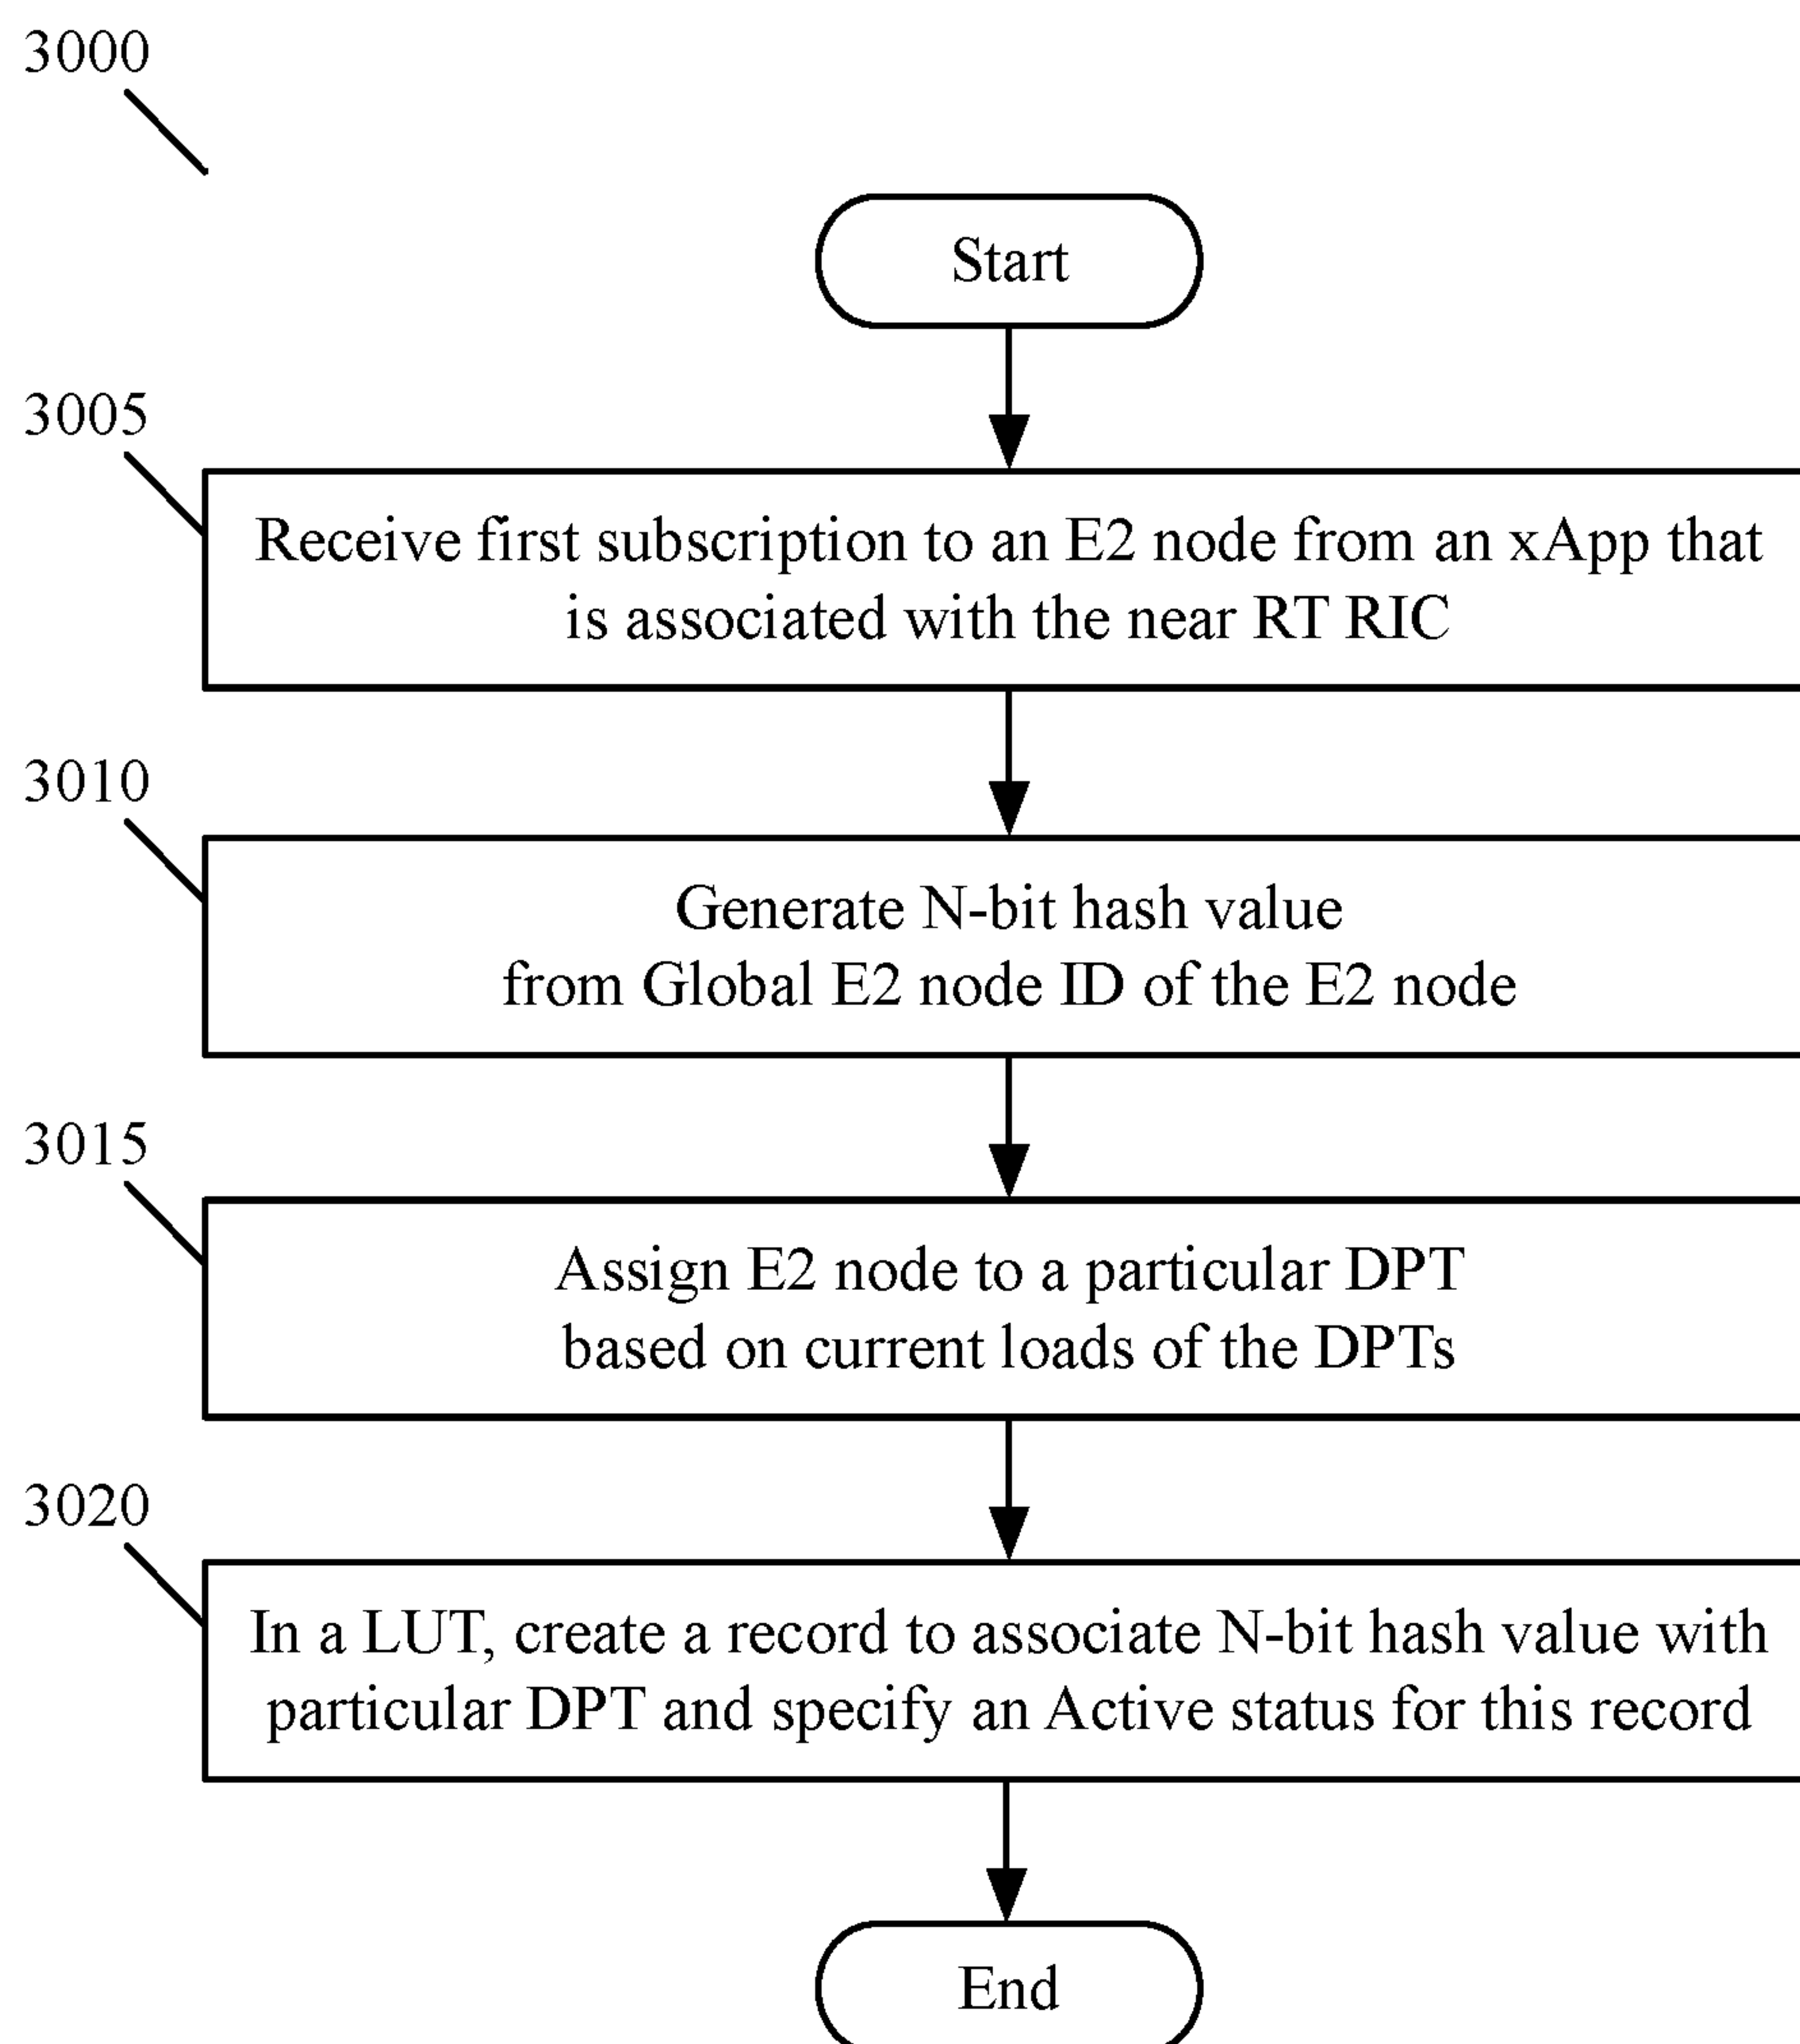 3000
Start
3005
Receive first subscription to an E2 node from an xApp that
is associated with the near RT RIC
3010
Generate N-bit hash value
from Global E2 node ID of the E2 node
3015
Assign E2 node to a particular DPT
based on current loads of the DPTs
3020
In a LUT, create a record to associate N-bit hash value with
particular DPT and specify an Active status for this record
End